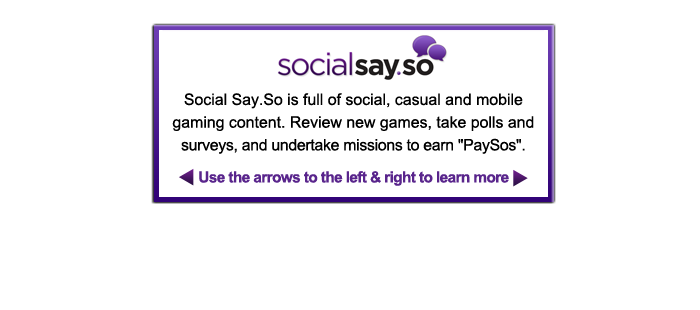 socialsay.so
Social Say.So is full of social, casual and mobile
gaming content. Review new games, take polls and
surveys, and undertake missions to earn "PaySos".
Use the arrows to the left & right to learn more